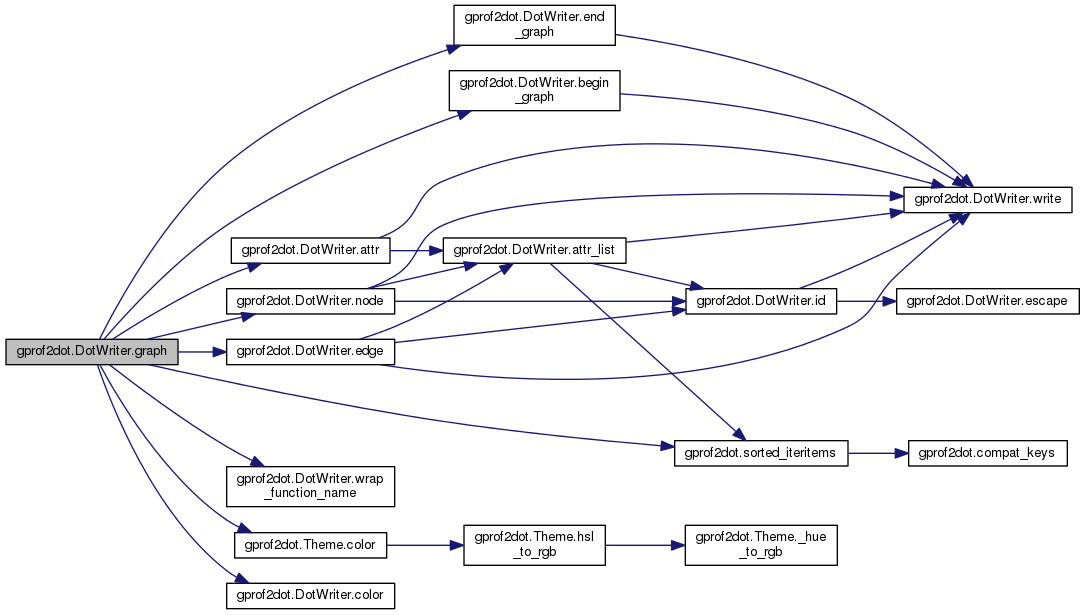 gprof2dot.DotWriter.end
_graph
gprof2dot.DotWriter.begin
_graph
gprof2dot.DotWriter.write
gprof2dot.DotWriter.attr
gprof2dot.DotWriter.attr_list
gprof2dot.DotWriter.node
gprof2dot.DotWriter.id
gprof2dot.DotWriter.escape
gprof2dot.DotWriter.graph
gprof2dot.DotWriter.edge
gprof2dot.sorted_iteritems
gprof2dot.compat_keys
gprof2dot.DotWriter.wrap
_function_name
gprof2dot.Theme.color
gprof2dot.Theme.hsl
_to_rgb
gprof2dot.Theme._hue
_to_rgb
gprof2dot.DotWriter.color